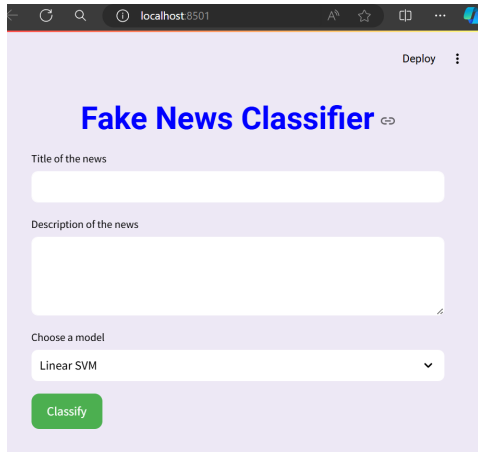 localhost:8501
Deploy
Fake News Classifier
Title of the news
Description of the news
Choose a model
Linear SVM
Classify